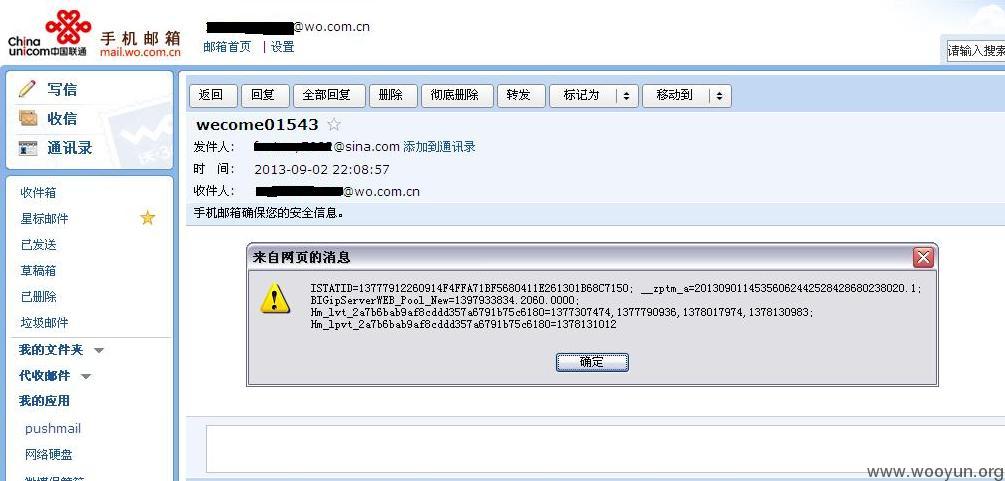 China
unicom中国联通
手机邮箱
mail.wo.com.cn
@wo.com.cn
邮箱首页 | 设置
请输入搜索
写信
收信
通讯录
返回 回复 全部回复 删除 彻底删除 转发 标记为 移动到
wecome01543
发件人: @sina.com 添加到通讯录
时 间: 2013-09-02 22:08:57
收件人: @wo.com.cn
手机邮箱确保您的安全信息。
收件箱
星标邮件
已发送
草稿箱
已删除
垃圾邮件
我的文件夹
代收邮件
我的应用
pushmail
网络硬盘
来自网页的消息
ISTATID=13777912260914F4FFA71BF5680411E261301B68C7150; __zptm_a=20130901145356062442528428680238020.1;
BIGipServerWEB_Pool_New=1397933834.2060.0000;
Hm_lvt_2a7b6bab9af8cddd357a6791b75c6180=1377307474,1377790936,1378017974,1378130983;
Hm_lpvt_2a7b6bab9af8cddd357a6791b75c6180=1378131012
确定
www.wooyun.org